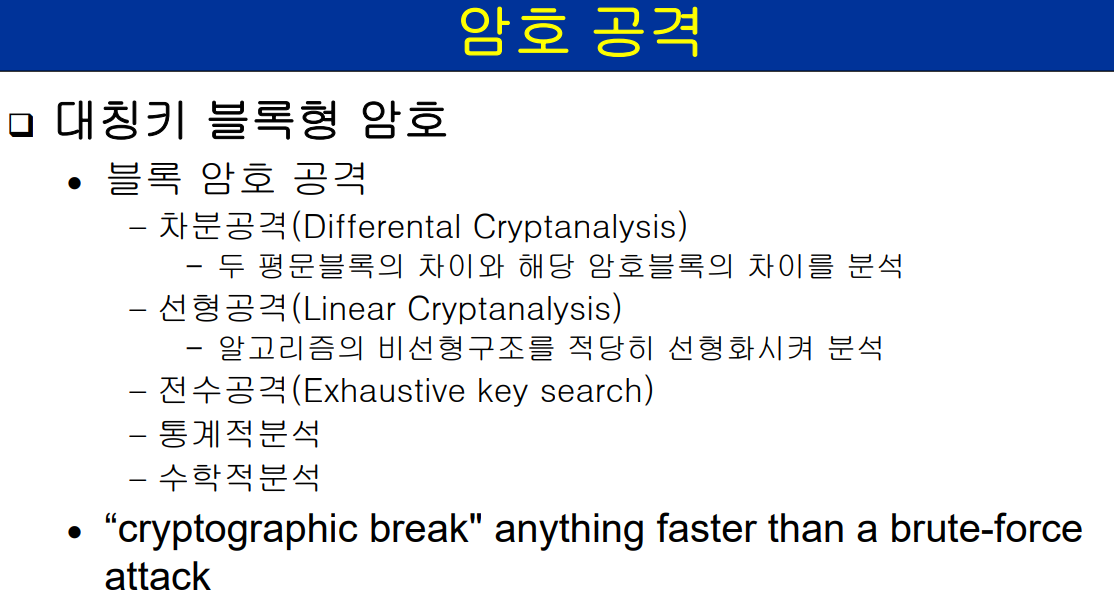 암호 공격
❑ 대칭키 블록형 암호
• 블록 암호 공격
– 차분공격(Differental Cryptanalysis)
– 두 평문블록의 차이와 해당 암호블록의 차이를 분석
– 선형공격(Linear Cryptanalysis)
– 알고리즘의 비선형구조를 적당히 선형화시켜 분석
– 전수공격(Exhaustive key search)
– 통계적분석
– 수학적분석
• “cryptographic break" anything faster than a brute-force
attack